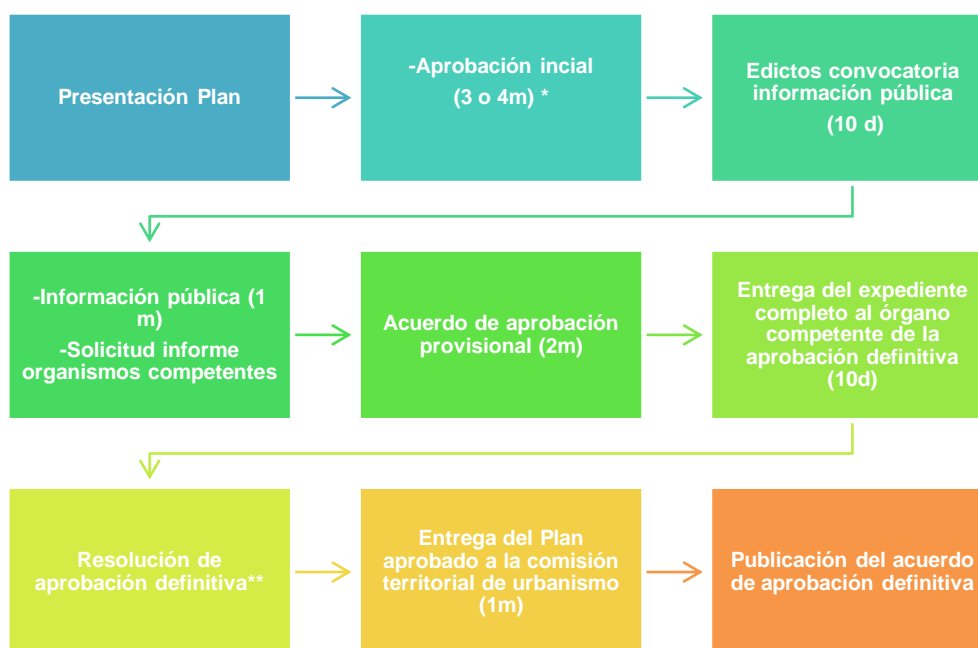 Presentación Plan
-Aprobación incial
(3 o 4m) *
Edictos convocatoria
información pública
(10 d)
-Información pública (1
m)
-Solicitud informe
organismos competentes
Acuerdo de aprobación
provisional (2m)
Entrega del expediente
completo al órgano
competente de la
aprobación definitiva
(10d)
Resolución de
aprobación definitiva**
Entrega del Plan
aprobado a la comisión
territorial de urbanismo
(1m)
Publicación del acuerdo
de aprobación definitiva